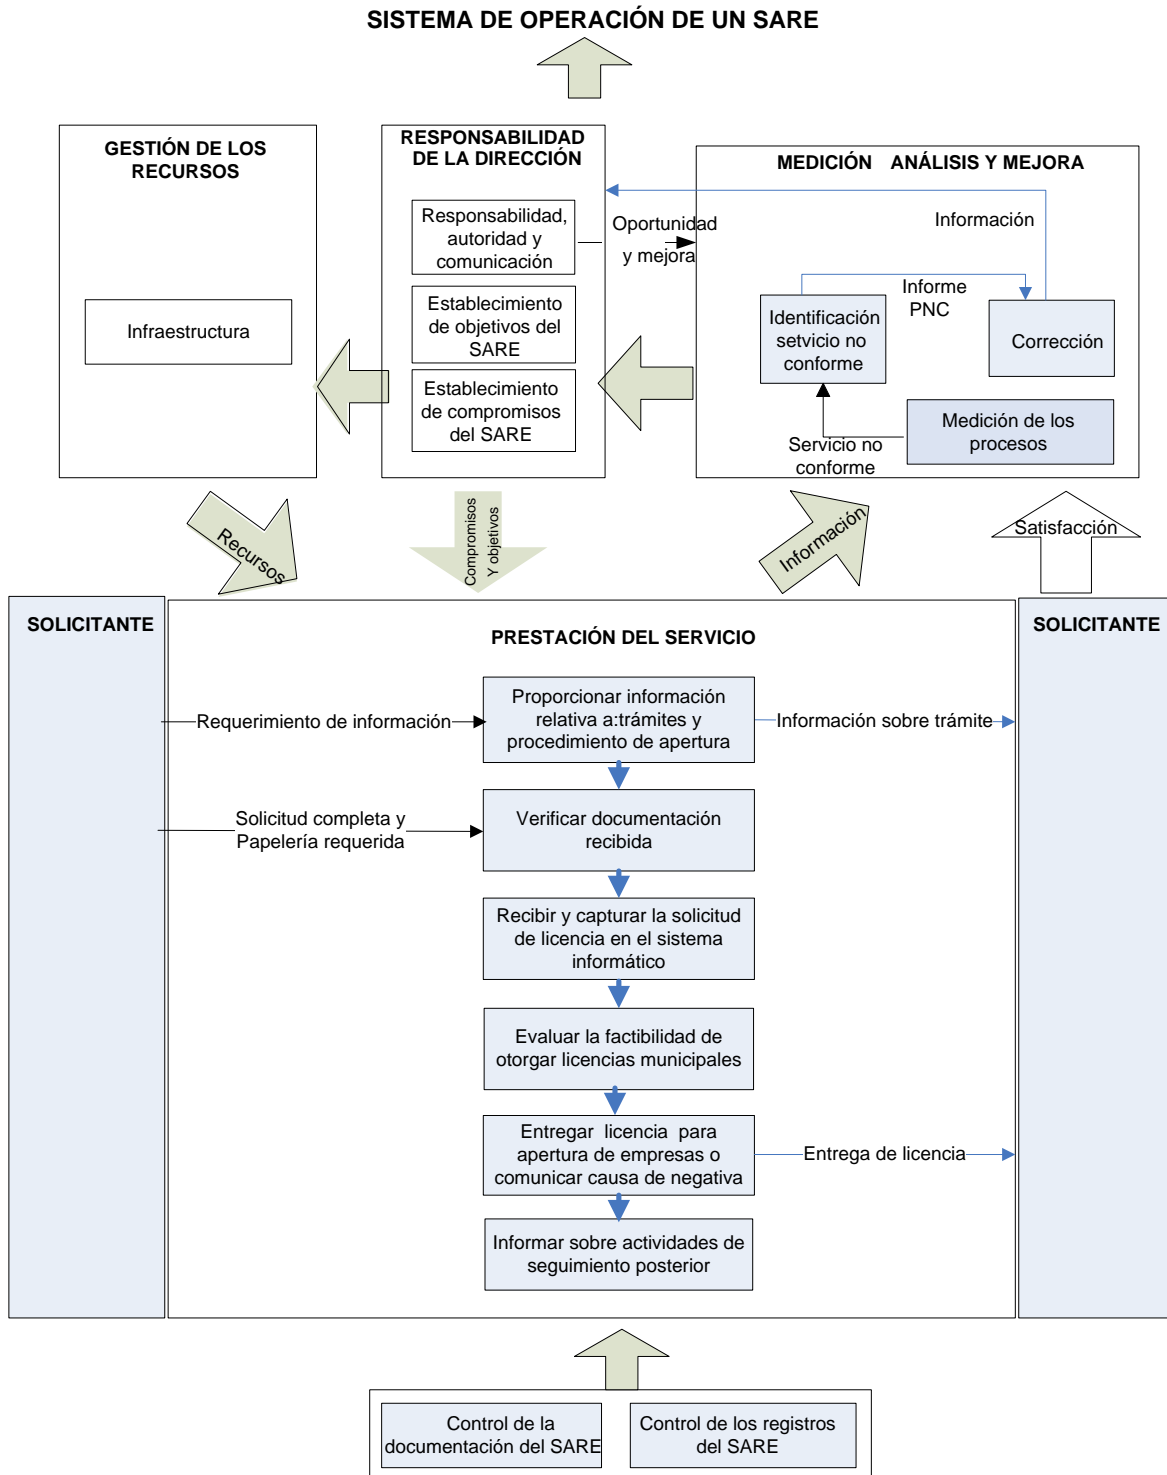 SISTEMA DE OPERACIÓN DE UN SARE
GESTIÓN DE LOS
RECURSOS
Infraestructura
RESPONSABILIDAD
DE LA DIRECCIÓN
Responsabilidad,
autoridad y
comunicación
Establecimiento
de objetivos del
SARE
Establecimiento
de compromisos
del SARE
Oportunidad
y mejora
MEDICIÓN ANÁLISIS Y MEJORA
Información
Informe
PNC
Identificación
setvicio no
conforme
Corrección
Medición de los
procesos
Servicio no
conforme
Recursos
Compromisos
Y objetivos
Información
Satisfacción
SOLICITANTE
PRESTACIÓN DEL SERVICIO
SOLICITANTE
Requerimiento de información
Proporcionar información
relativa a:trámites y
procedimiento de apertura
Información sobre trámite
Solicitud completa y
Papelería requerida
Verificar documentación
recibida
Recibir y capturar la solicitud
de licencia en el sistema
informático
Evaluar la factibilidad de
otorgar licencias municipales
Entregar licencia para
apertura de empresas o
comunicar causa de negativa
Entrega de licencia
Informar sobre actividades de
seguimiento posterior
Control de la
documentación del SARE
Control de los registros
del SARE